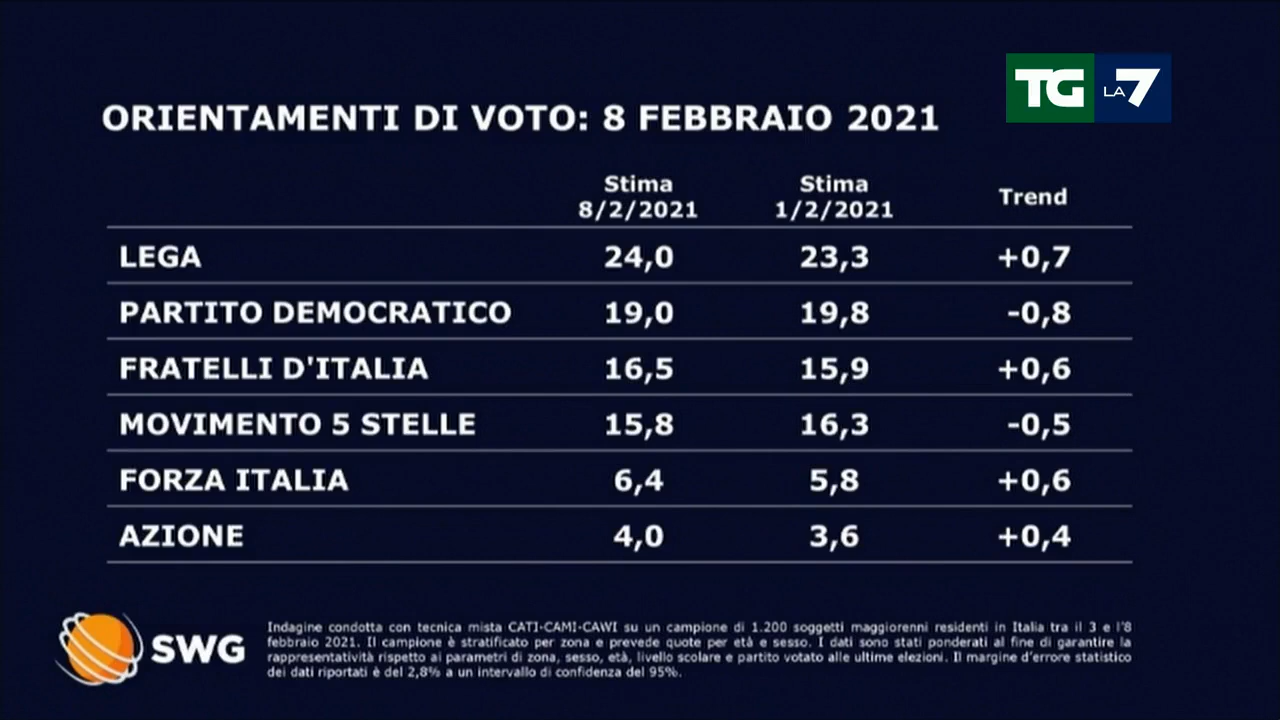 TG LA7
ORIENTAMENTI DI VOTO: 8 FEBBRAIO 2021
Stima 8/2/2021 Stima 1/2/2021 Trend
LEGA 24,0 23,3 +0,7
PARTITO DEMOCRATICO 19,0 19,8 -0,8
FRATELLI D'ITALIA 16,5 15,9 +0,6
MOVIMENTO 5 STELLE 15,8 16,3 -0,5
FORZA ITALIA 6,4 5,8 +0,6
AZIONE 4,0 3,6 +0,4
SWG
Indagine condotta con tecnica mista CATI-CAMI-CAWI su un campione di 1.200 soggetti maggiorenni residenti in Italia tra il 3 e l'8
febbraio 2021. Il campione è stratificato per zona e prevede quote per età e sesso. I dati sono stati ponderati al fine di garantire la
rappresentatività rispetto ai parametri di zona, sesso, età, livello scolare e partito votato alle ultime elezioni. Il margine d'errore statistico
dei dati riportati è del 2,8% a un intervallo di confidenza del 95%.